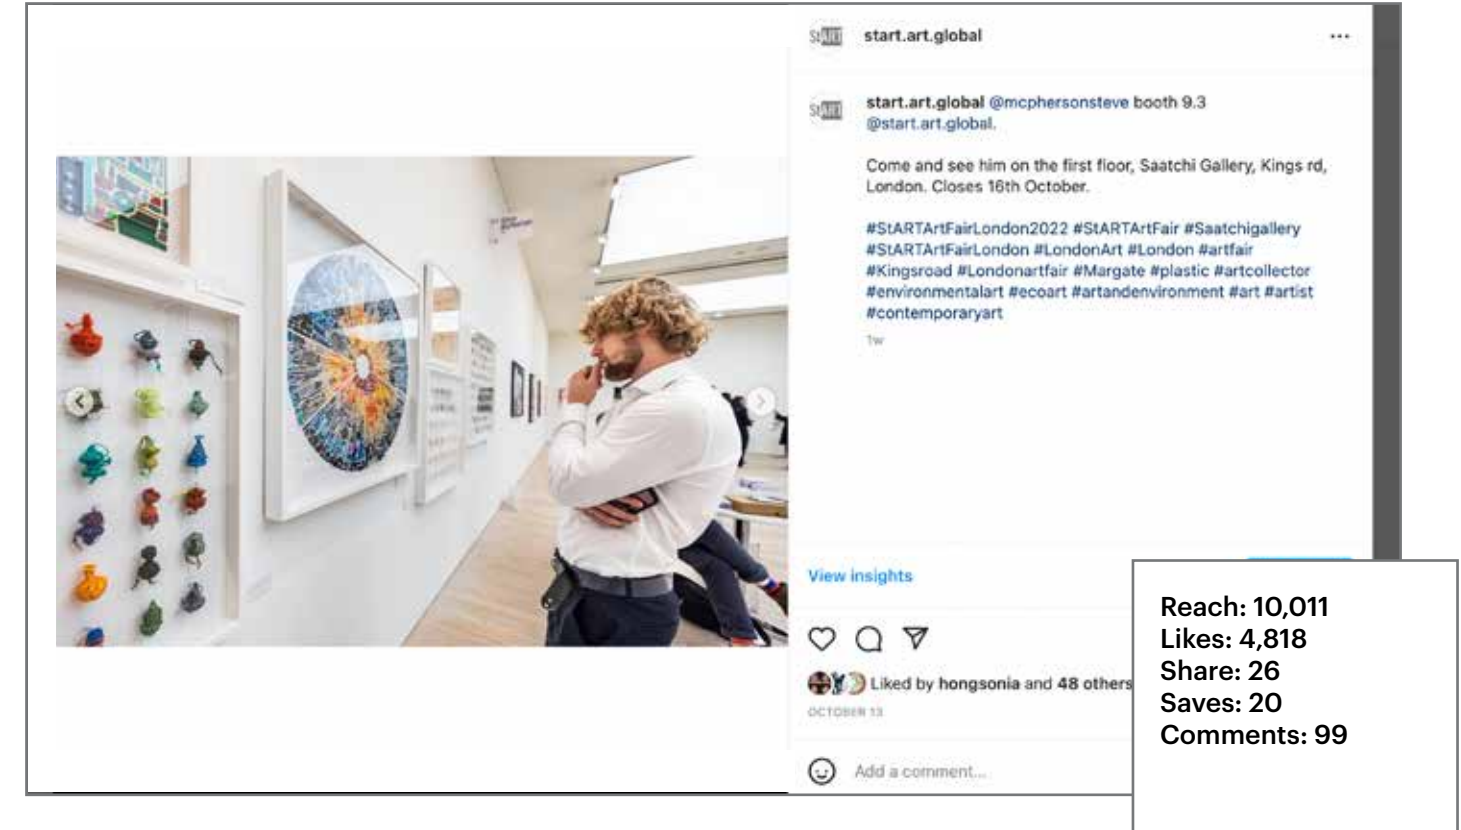 StART
start.art.global
StART
start.art.global @mcphersonsteve booth 9.3
@start.art.global.
Come and see him on the first floor, Saatchi Gallery, Kings rd,
London. Closes 16th October.
#StARTArtFairLondon2022 #StARTArtFair #Saatchigallery
#StARTArtFairLondon #LondonArt #London #artfair
#Kingsroad #Londonartfair #Margate #plastic #artcollector
#environmentalart #ecoart #artandenvironment #art #artist
#contemporaryart
1w
View insights
Liked by hongsonia and 48 others
OCTOBER 13
Add a comment...
Reach: 10,011
Likes: 4,818
Share: 26
Saves: 20
Comments: 99